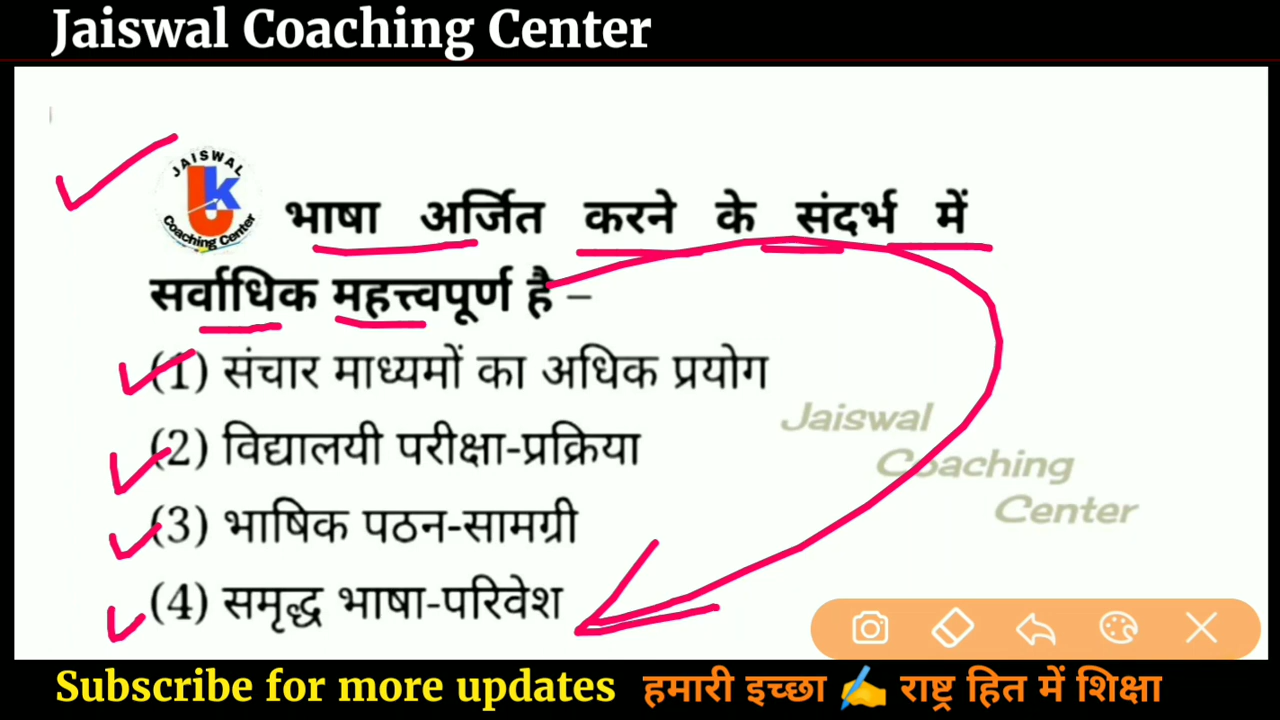 Jaiswal Coaching Center
JAISWAL
UK
Coaching Center
भाषा अर्जित करने के संदर्भ में
सर्वाधिक महत्त्वपूर्ण है –
(1) संचार माध्यमों का अधिक प्रयोग
(2) विद्यालयी परीक्षा-प्रक्रिया
(3) भाषिक पठन-सामग्री
(4) समृद्ध भाषा-परिवेश
Jaiswal
Coaching
Center
Subscribe for more updates हमारी इच्छा ✍️ राष्ट्र हित में शिक्षा